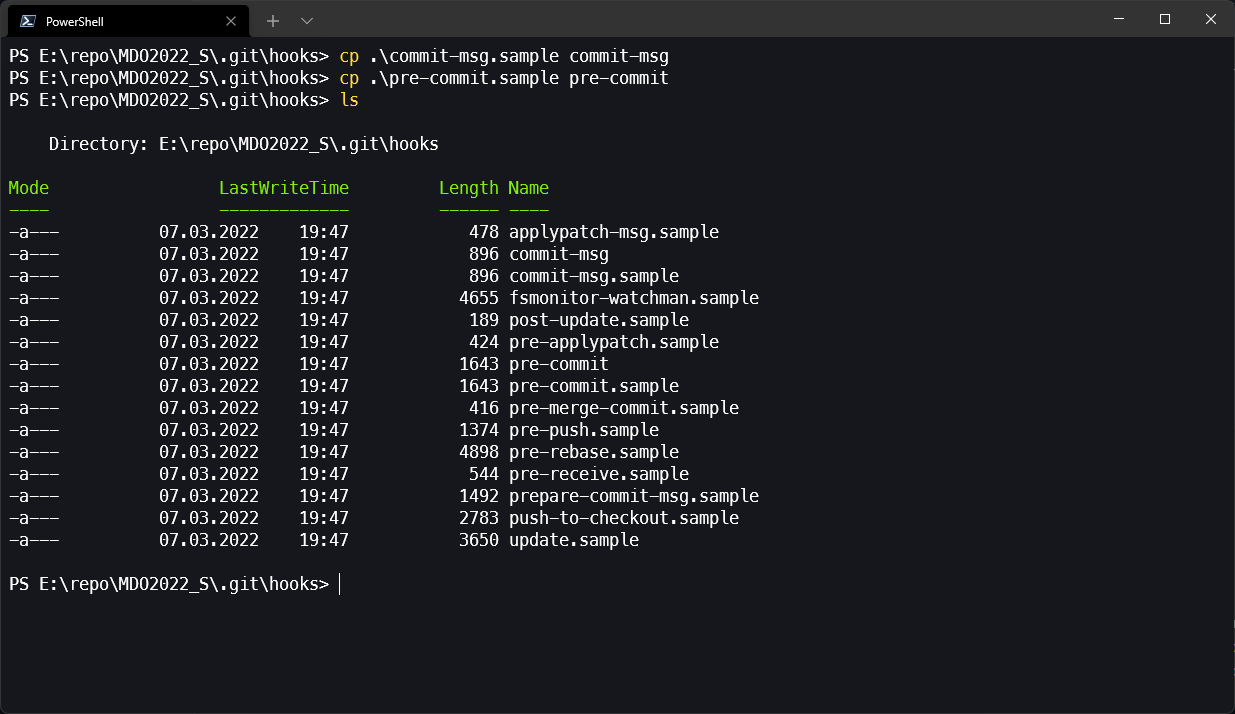 PowerShell
PS E:\repo\MDO2022_S\.git\hooks> cp .\commit-msg.sample commit-msg
PS E:\repo\MDO2022_S\.git\hooks> cp .\pre-commit.sample pre-commit
PS E:\repo\MDO2022_S\.git\hooks> ls
    Directory: E:\repo\MDO2022_S\.git\hooks
Mode                 LastWriteTime         Length Name
----                 -------------         ------ ----
-a---          07.03.2022    19:47            478 applypatch-msg.sample
-a---          07.03.2022    19:47            896 commit-msg
-a---          07.03.2022    19:47            896 commit-msg.sample
-a---          07.03.2022    19:47           4655 fsmonitor-watchman.sample
-a---          07.03.2022    19:47            189 post-update.sample
-a---          07.03.2022    19:47            424 pre-applypatch.sample
-a---          07.03.2022    19:47           1643 pre-commit
-a---          07.03.2022    19:47           1643 pre-commit.sample
-a---          07.03.2022    19:47            416 pre-merge-commit.sample
-a---          07.03.2022    19:47           1374 pre-push.sample
-a---          07.03.2022    19:47           4898 pre-rebase.sample
-a---          07.03.2022    19:47            544 pre-receive.sample
-a---          07.03.2022    19:47           1492 prepare-commit-msg.sample
-a---          07.03.2022    19:47           2783 push-to-checkout.sample
-a---          07.03.2022    19:47           3650 update.sample
PS E:\repo\MDO2022_S\.git\hooks>